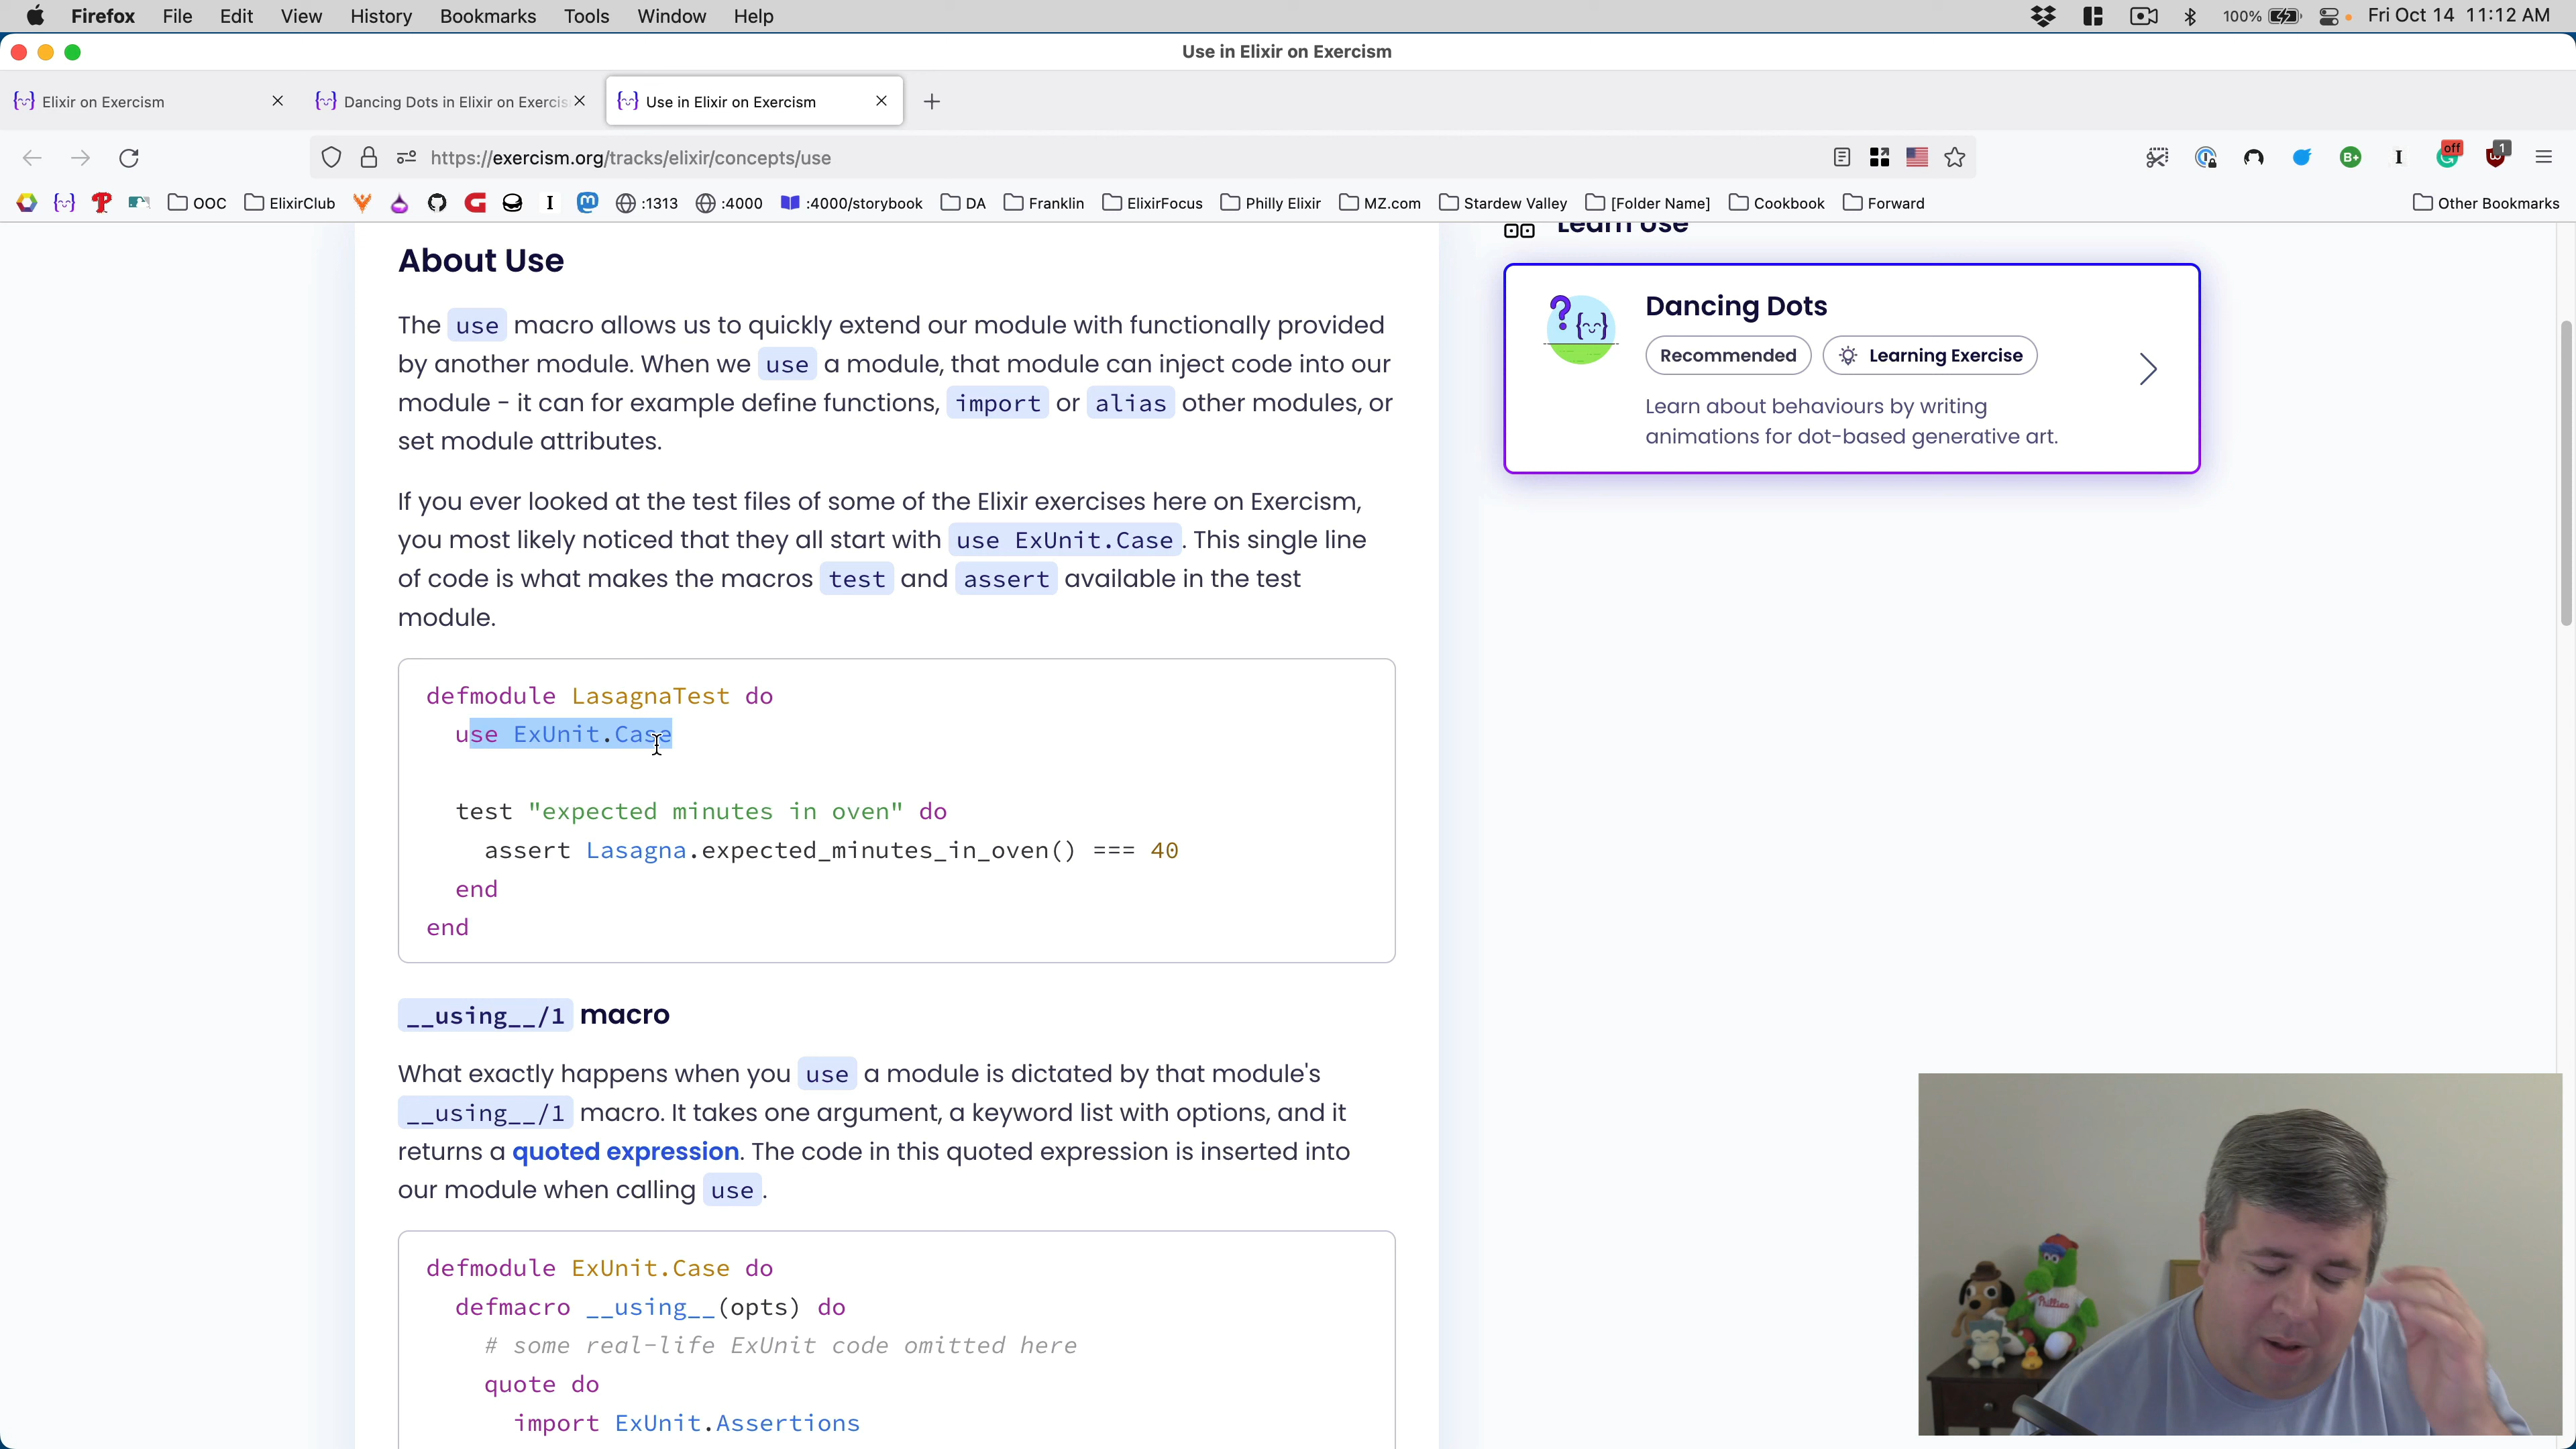 Firefox File Edit View History Bookmarks Tools Window Help 100% Fri Oct 14 11:12 AM
Use in Elixir on Exercism
Elixir on Exercism Dancing Dots in Elixir on Exercis Use in Elixir on Exercism
https://exercism.org/tracks/elixir/concepts/use off 1
OOC ElixirClub :1313 :4000 :4000/storybook DA Franklin ElixirFocus Philly Elixir MZ.com Stardew Valley [Folder Name] Cookbook Forward Other Bookmarks
About Use
The use macro allows us to quickly extend our module with functionally provided
by another module. When we use a module, that module can inject code into our
module - it can for example define functions, import or alias other modules, or
set module attributes.
If you ever looked at the test files of some of the Elixir exercises here on Exercism,
you most likely noticed that they all start with use ExUnit.Case. This single line
of code is what makes the macros test and assert available in the test
module.
defmodule LasagnaTest do
use ExUnit.Case
test "expected minutes in oven" do
assert Lasagna.expected_minutes_in_oven() === 40
end
end
__using__/1 macro
What exactly happens when you use a module is dictated by that module's
__using__/1 macro. It takes one argument, a keyword list with options, and it
returns a quoted expression. The code in this quoted expression is inserted into
our module when calling use.
defmodule ExUnit.Case do
defmacro __using__(opts) do
# some real-life ExUnit code omitted here
quote do
import ExUnit.Assertions
Learn Use
Dancing Dots
Recommended Learning Exercise
Learn about behaviours by writing
animations for dot-based generative art.
Phillies